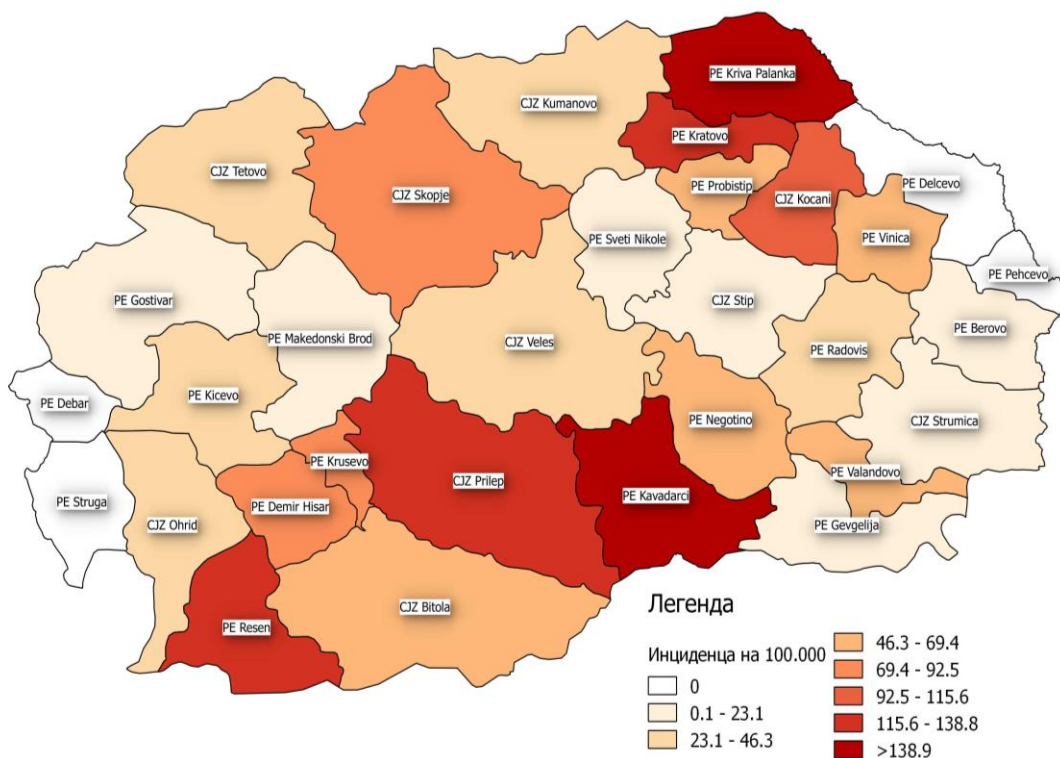 PE Kriva Palanka
CJZ Kumanovo
PE Kratovo
CJZ Tetovo
PE Probistip
PE Delcevo
CJZ Skopje
CJZ Kocani
PE Vinica
PE Sveti Nikole
PE Pehcevo
PE Gostivar
CJZ Stip
PE Berovo
PE Makedonski Brod
CJZ Veles
PE Radovis
PE Kicevo
PE Debar
PE Negotino
CJZ Strumica
PE Krusevo
PE Valandovo
CJZ Prilep
PE Kavadarci
PE Struga
PE Demir Hisar
CJZ Ohrid
PE Gevgelija
CJZ Bitola
PE Resen
Легенда
Инциденца на 100.000
0
0.1 - 23.1
23.1 - 46.3
46.3 - 69.4
69.4 - 92.5
92.5 - 115.6
115.6 - 138.8
>138.9